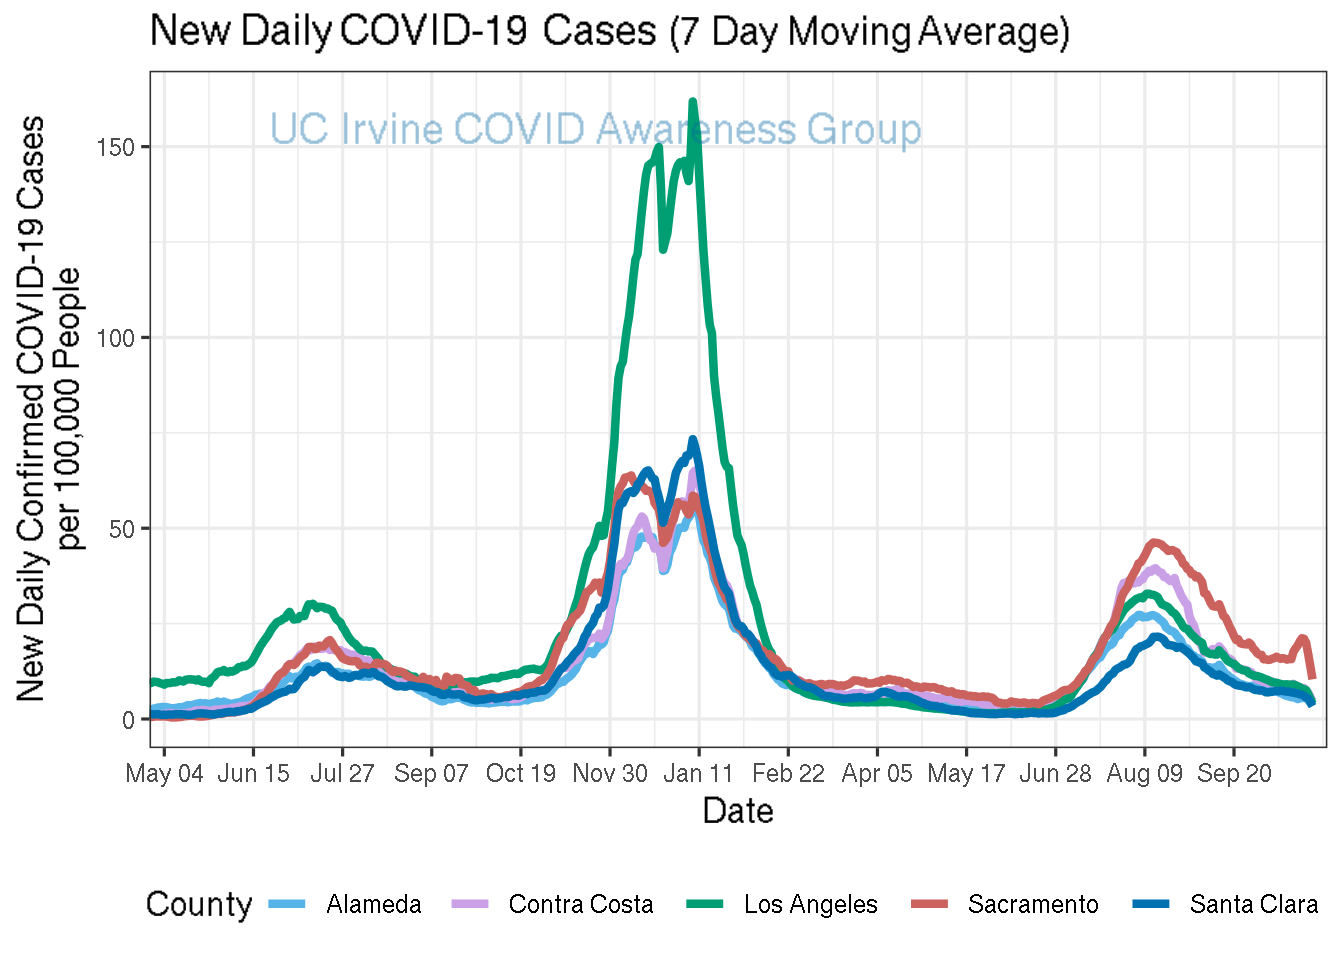 New Daily COVID-19 Cases (7 Day Moving Average)
UC Irvine COVID Awareness Group
New Daily Confirmed COVID-19 Cases
per 100,000 People
150
100
50
0
May 04 Jun 15 Jul 27 Sep 07 Oct 19 Nov 30 Jan 11 Feb 22 Apr 05 May 17 Jun 28 Aug 09 Sep 20
Date
County Alameda Contra Costa Los Angeles Sacramento Santa Clara